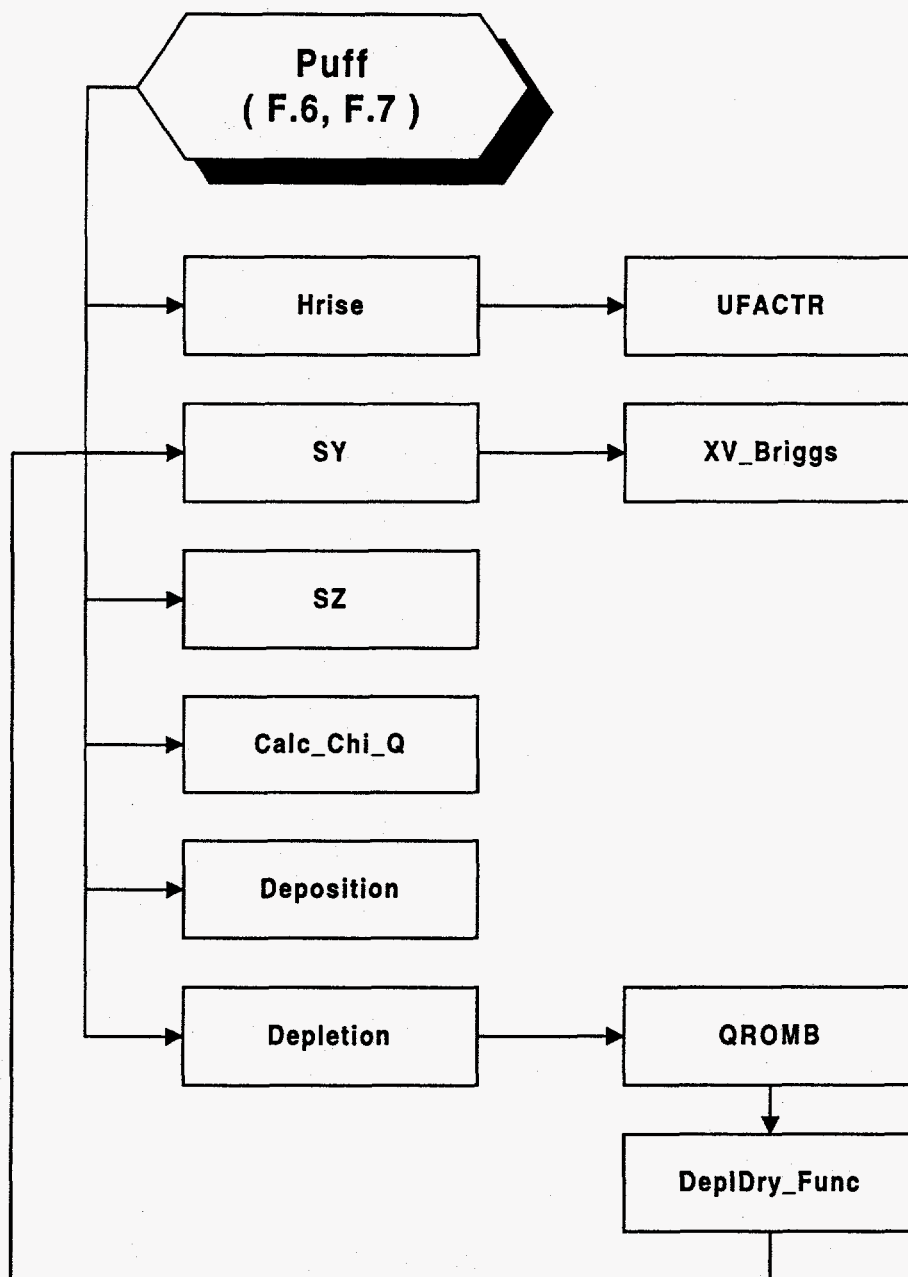 Puff
( F.6, F.7 )
Hrise
UFACTR
SY
XV_Briggs
SZ
Calc_Chi_Q
Deposition
Depletion
QROMB
DeplDry_Func